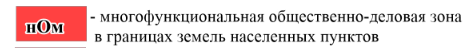 нОм - многофункциональная общественно-деловая зона
в границах земель населенных пунктов